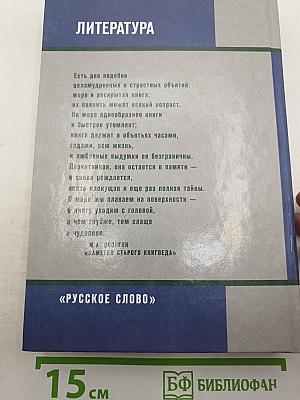 ЛИТЕРАТУРА
Есть два подобия
целомудренных и страстных объятий:
море и раскрытая книга;
их оценить может всякий возраст.
Но море однообразнее книги
и быстрее утомляет;
книга держит в объятьях часами,
годами, всю жизнь,
и любовные выдумки ее безграничны.
Прочитанная, она остается в памяти —
и снова рождается,
опять влекущая и еще раз полная тайны.
В море мы плаваем на поверхности —
в книгу уходим с головой,
и чем глубже, тем слаще
и чудесней.
М.А. ОСОРГИН
«ЗАМЕТКИ СТАРОГО КНИГОЕДА»
«РУССКОЕ СЛОВО»
15 СМ
БФ БИБЛИОФАН